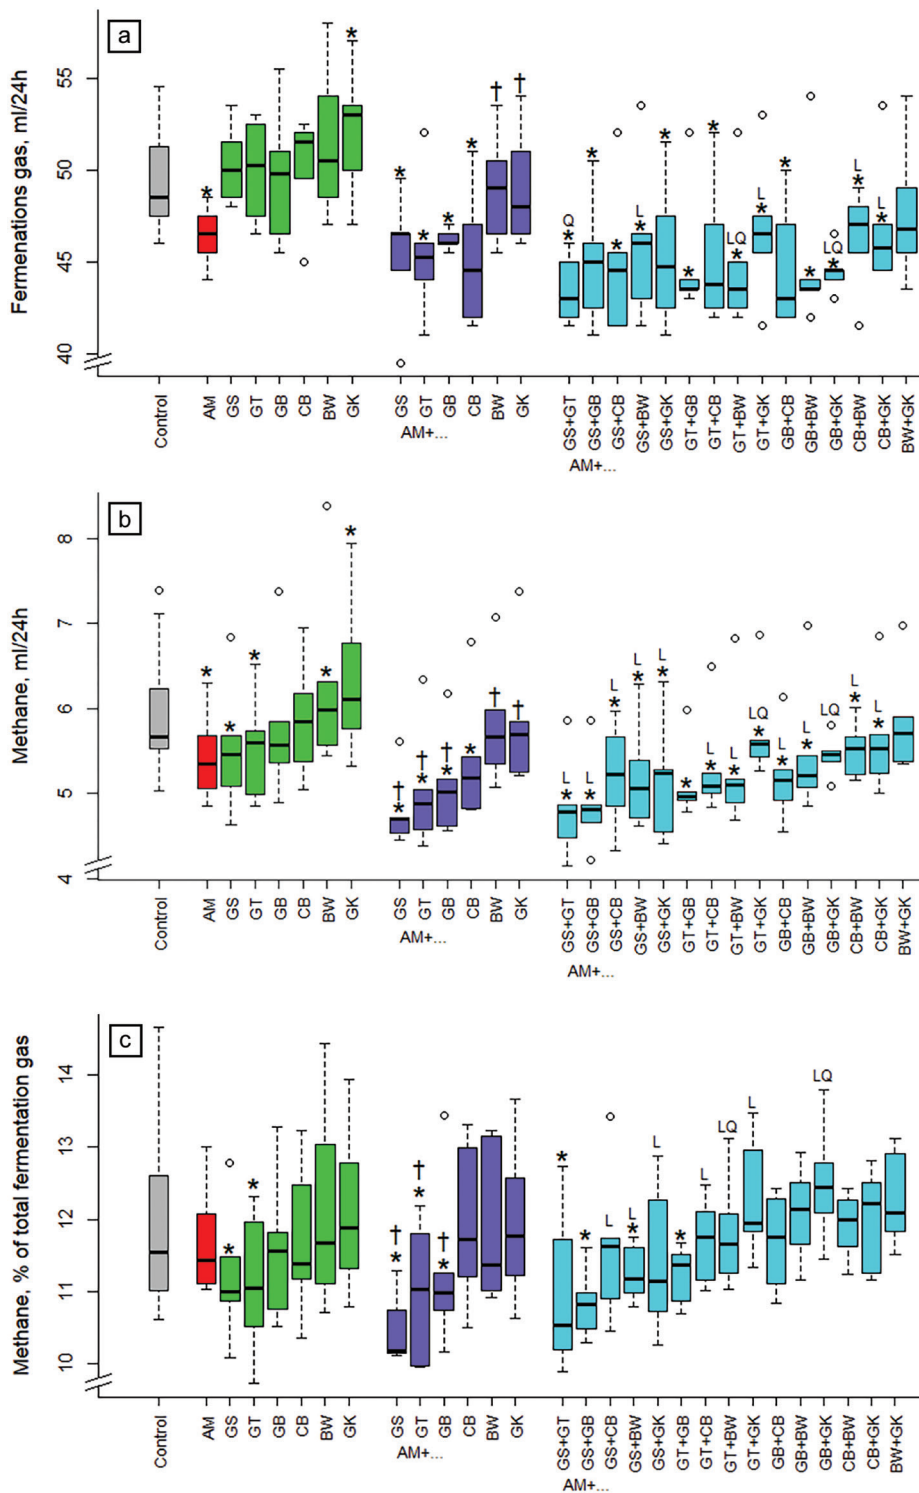 a
Fermenations gas, ml/24h
55
50
45
40
* * * * * * * † †
Q * * * L * * * * LQ * L * * * LQ * L * L *
Control AM GS GT GB CB BW GK GS GT GB CB BW GK GS+GT GS+GB GS+CB GS+BW GS+GK GT+GB GT+CB GT+BW GT+GK GB+CB GB+BW GB+GK CB+BW CB+GK BW+GK
AM+...
AM+...
b
Methane, ml/24h
8
7
6
5
4
* * * * * † * † * † * * † †
L * L * L * L * L * * L * L * LQ * L * L * LQ L * L *
Control AM GS GT GB CB BW GK GS GT GB CB BW GK GS+GT GS+GB GS+CB GS+BW GS+GK GT+GB GT+CB GT+BW GT+GK GB+CB GB+BW GB+GK CB+BW CB+GK BW+GK
AM+...
AM+...
c
Methane, % of total fermentation gas
14
13
12
11
10
* * † * † * † *
* * L L * L * L LQ L LQ
Control AM GS GT GB CB BW GK GS GT GB CB BW GK GS+GT GS+GB GS+CB GS+BW GS+GK GT+GB GT+CB GT+BW GT+GK GB+CB GB+BW GB+GK CB+BW CB+GK BW+GK
AM+...
AM+...